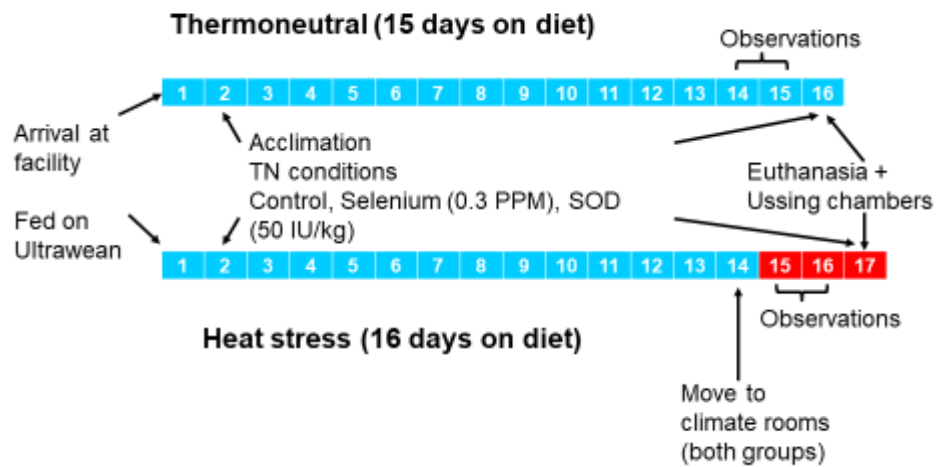 Thermoneutral (15 days on diet)
Observations
1 2 3 4 5 6 7 8 9 10 11 12 13 14 15 16
Arrival at
facility
Acclimation
TN conditions
Control, Selenium (0.3 PPM), SOD
(50 IU/kg)
Euthanasia +
Ussing chambers
Fed on
Ultrawean
1 2 3 4 5 6 7 8 9 10 11 12 13 14 15 16 17
Heat stress (16 days on diet)
Observations
Move to
climate rooms
(both groups)